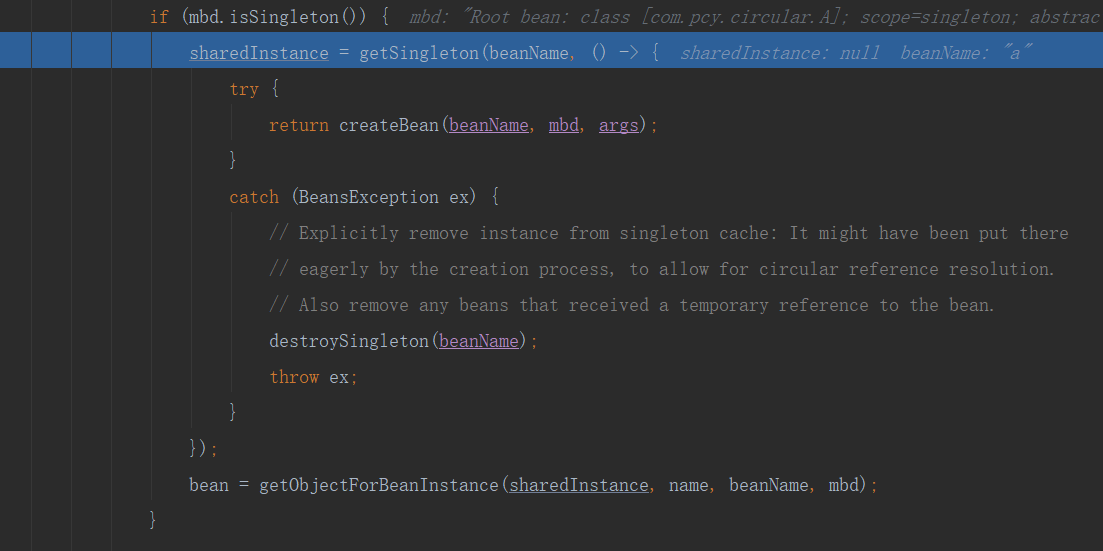 if (mbd.isSingleton()) {  mbd: "Root bean: class [com.pcy.circular.A]; scope=singleton; abstrac
sharedInstance = getSingleton(beanName, () -> {  sharedInstance: null  beanName: "a"
try {
return createBean(beanName, mbd, args);
}
catch (BeansException ex) {
// Explicitly remove instance from singleton cache: It might have been put there
// eagerly by the creation process, to allow for circular reference resolution.
// Also remove any beans that received a temporary reference to the bean.
destroySingleton(beanName);
throw ex;
}
});
bean = getObjectForBeanInstance(sharedInstance, name, beanName, mbd);
}